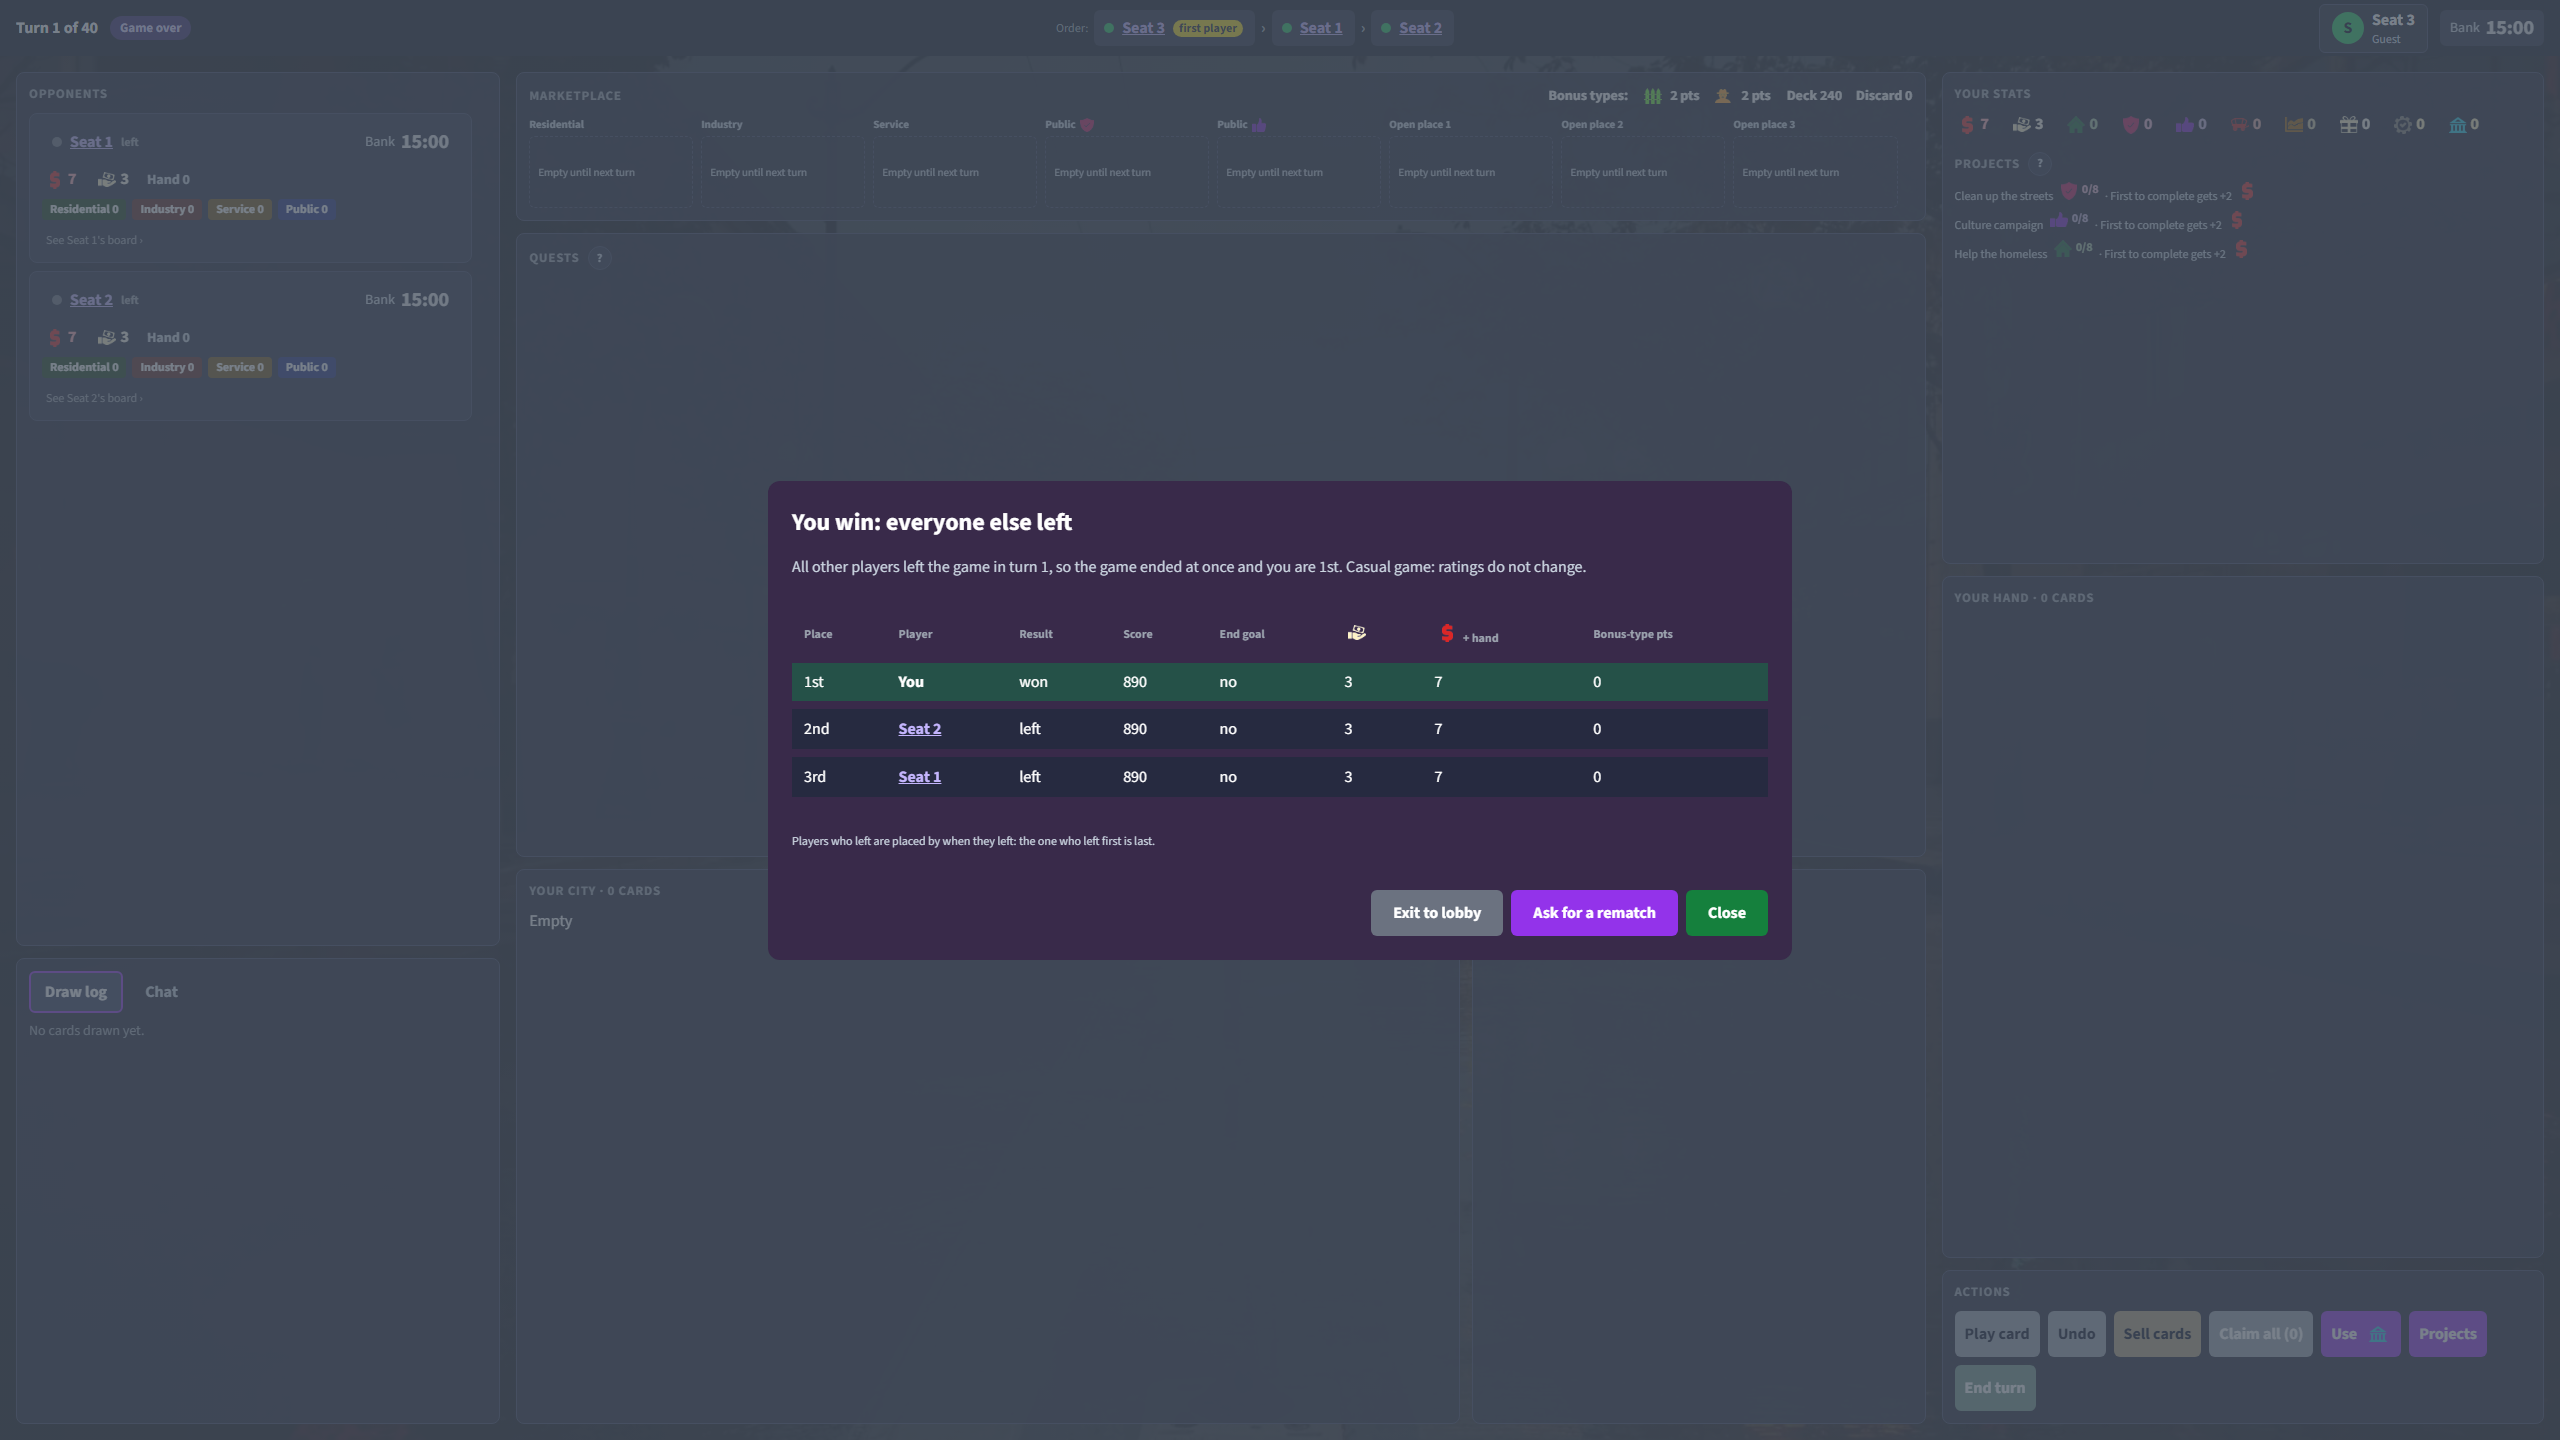 Turn 1 of 40 Game over
Order: Seat 3 first player › Seat 1 › Seat 2
S Seat 3 Guest Bank 15:00
OPPONENTS
Seat 1 left Bank 15:00
7 3 Hand 0
Residential 0 Industry 0 Service 0 Public 0
See Seat 1's board ›
Seat 2 left Bank 15:00
7 3 Hand 0
Residential 0 Industry 0 Service 0 Public 0
See Seat 2's board ›
Draw log Chat
No cards drawn yet.
MARKETPLACE Bonus types: 2 pts 2 pts Deck 240 Discard 0
Residential Industry Service Public Public Open place 1 Open place 2 Open place 3
Empty until next turn Empty until next turn Empty until next turn Empty until next turn Empty until next turn Empty until next turn Empty until next turn Empty until next turn
QUESTS ?
You win: everyone else left
All other players left the game in turn 1, so the game ended at once and you are 1st. Casual game: ratings do not change.
Place Player Result Score End goal $ + hand Bonus-type pts
1st You won 890 no 3 7 0
2nd Seat 2 left 890 no 3 7 0
3rd Seat 1 left 890 no 3 7 0
Players who left are placed by when they left: the one who left first is last.
Exit to lobby Ask for a rematch Close
YOUR CITY · 0 CARDS
Empty
YOUR STATS
$ 7 3 0 0 0 0 0 0 0 0
PROJECTS ?
Clean up the streets 0/8 · First to complete gets +2 $
Culture campaign 0/8 · First to complete gets +2 $
Help the homeless 0/8 · First to complete gets +2 $
YOUR HAND · 0 CARDS
ACTIONS
Play card Undo Sell cards Claim all (0) Use Projects
End turn